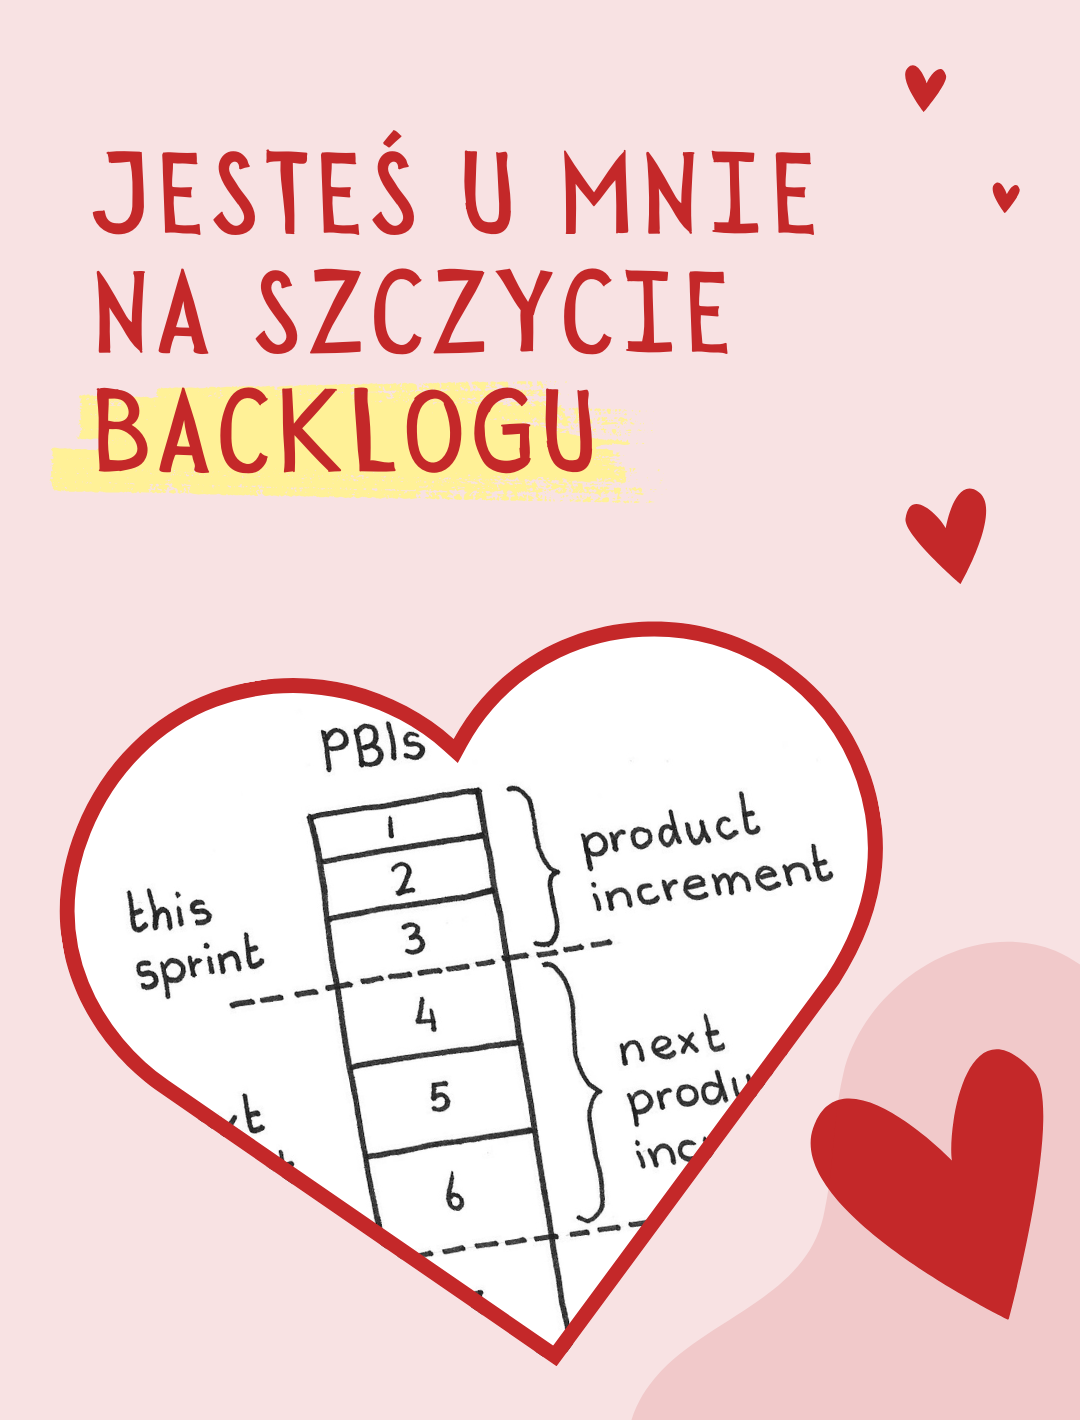 JESTEŚ U MNIE
NA SZCZYCIE
BACKLOGU
PBIs
1
2
3
4
5
6
this
sprint
product
increment
next